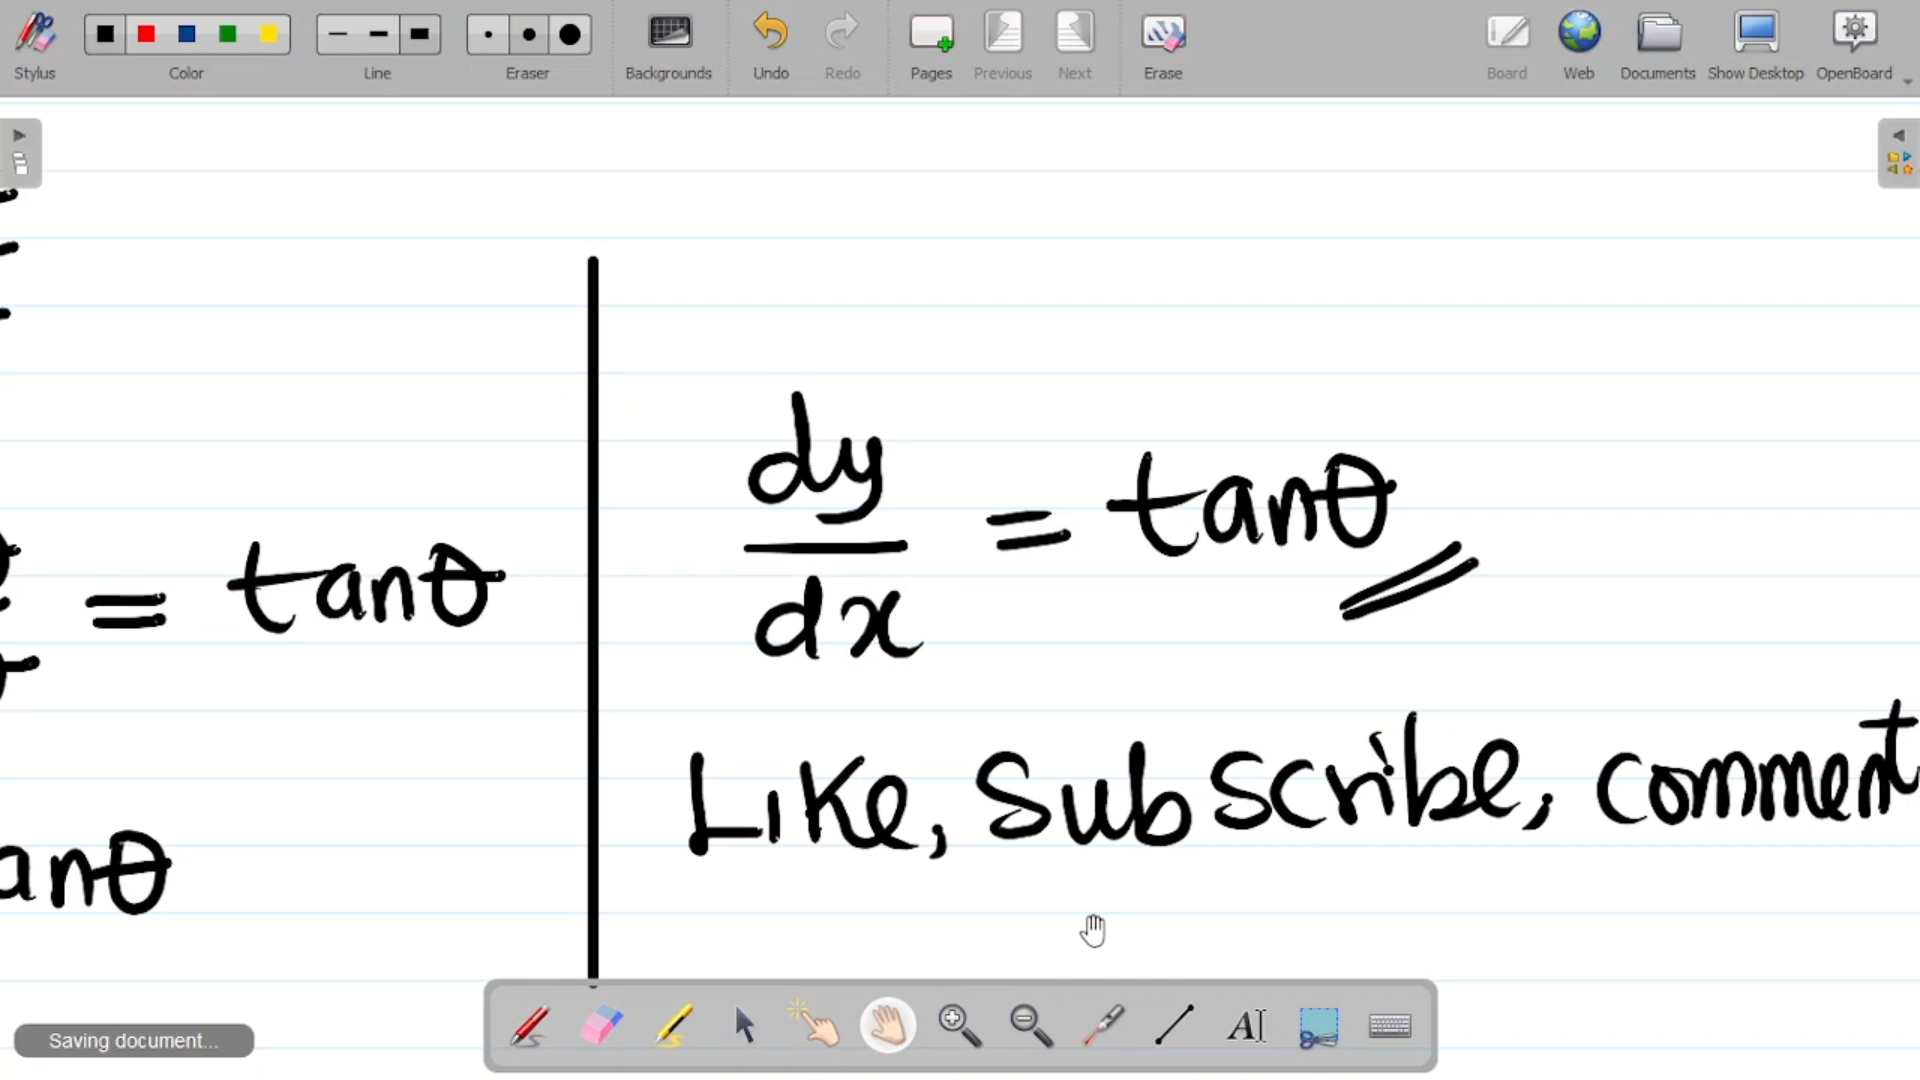 Stylus Color Line Eraser Backgrounds Undo Redo Pages Previous Next Erase Board Web Documents Show Desktop OpenBoard
= tanθ
anθ
dy
dx
= tanθ
Like, Subscribe, comment
Saving document...